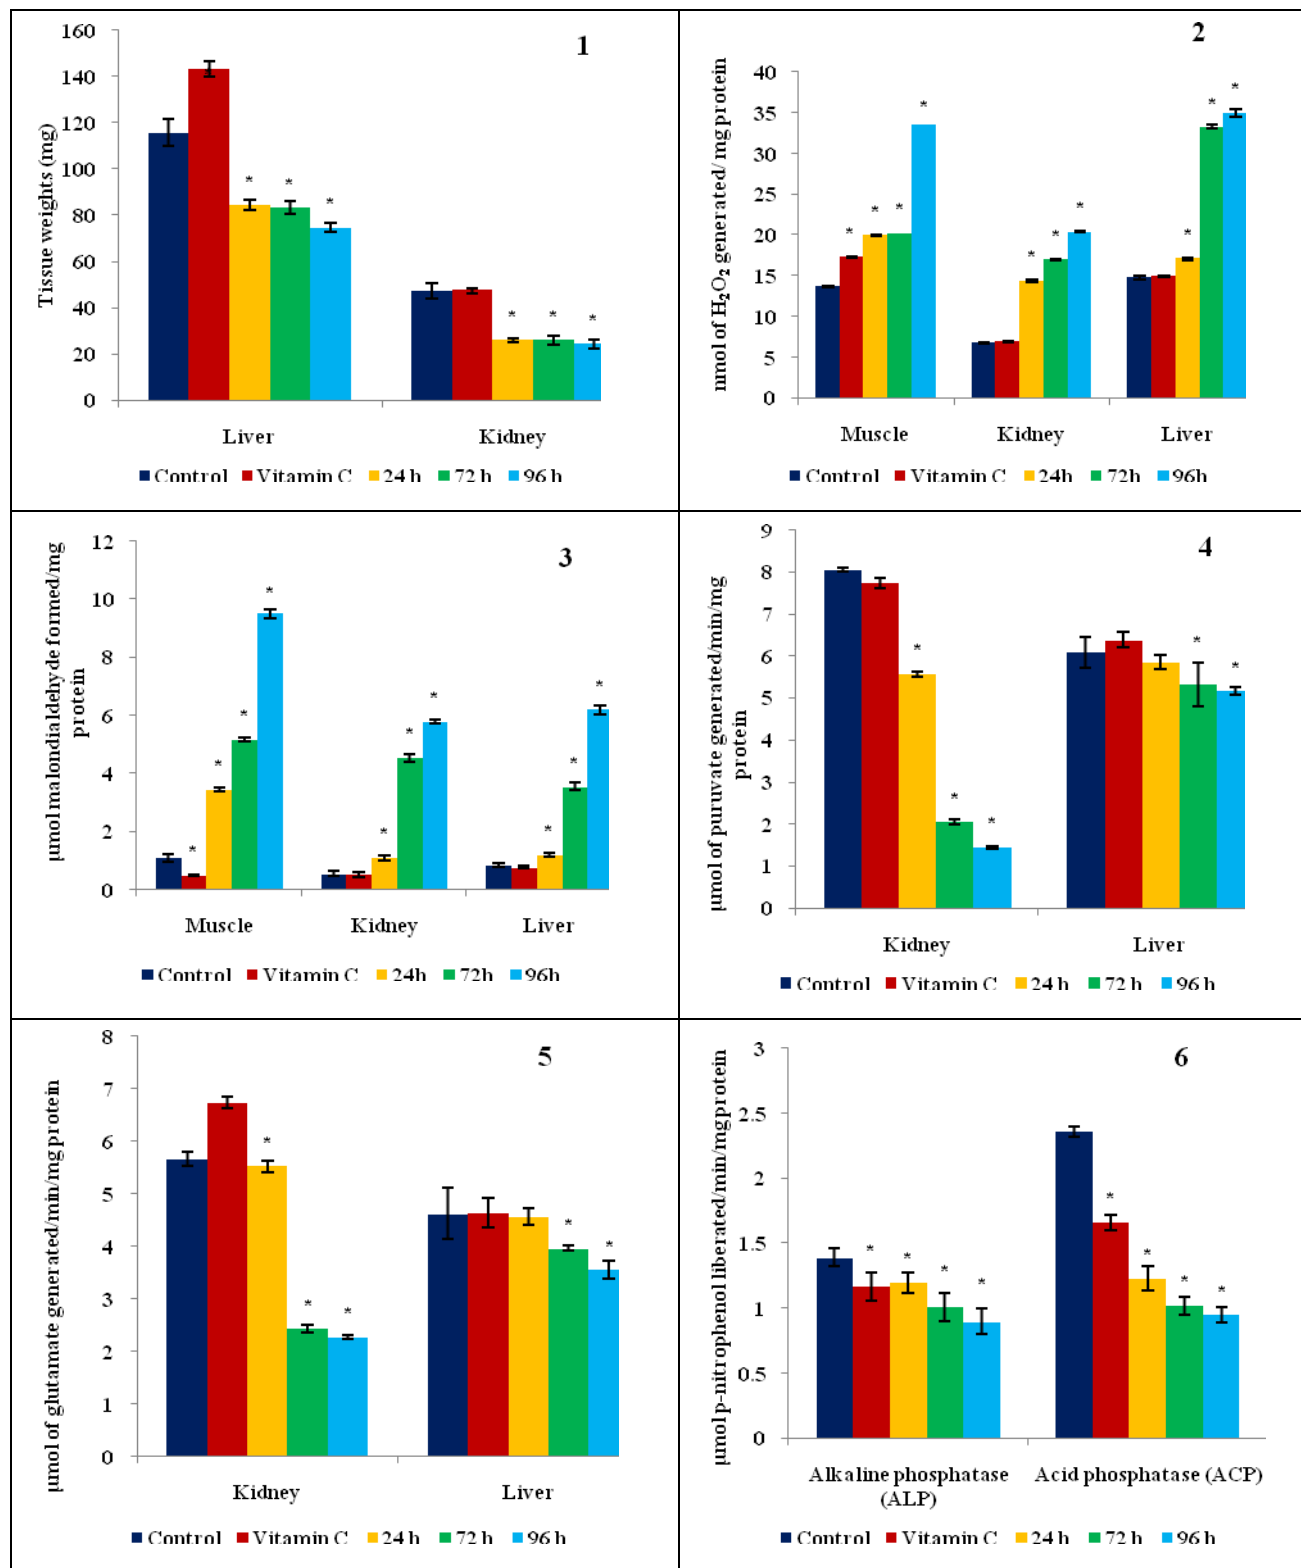 1
Tissue weights (mg)
160
140
120
100
80
60
40
20
0
* * *
* * *
Liver Kidney
Control Vitamin C 24 h 72 h 96 h
2
nmol of H₂O₂ generated/ mg protein
40
35
30
25
20
15
10
5
0
* * * *
* * *
* * *
Muscle Kidney Liver
Control Vitamin C 24h 72h 96h
3
µmol malondialdehyde formed/mg
protein
12
10
8
6
4
2
0
* * * *
* * *
* * *
Muscle Kidney Liver
Control Vitamin C 24h 72h 96h
4
µmol of puruvate generated/min/mg
protein
9
8
7
6
5
4
3
2
1
0
* * *
* *
Kidney Liver
Control Vitamin C 24 h 72 h 96 h
5
µmol of glutamate generated/min/mg protein
8
7
6
5
4
3
2
1
0
* * *
* *
Kidney Liver
Control Vitamin C 24 h 72 h 96 h
6
µmolp-nitrophenol liberated/min/mgprotein
3
2.5
2
1.5
1
0.5
0
* * * *
* * * *
Alkaline phosphatase Acid phosphatase (ACP)
(ALP)
Control Vitamin C 24 h 72 h 96 h